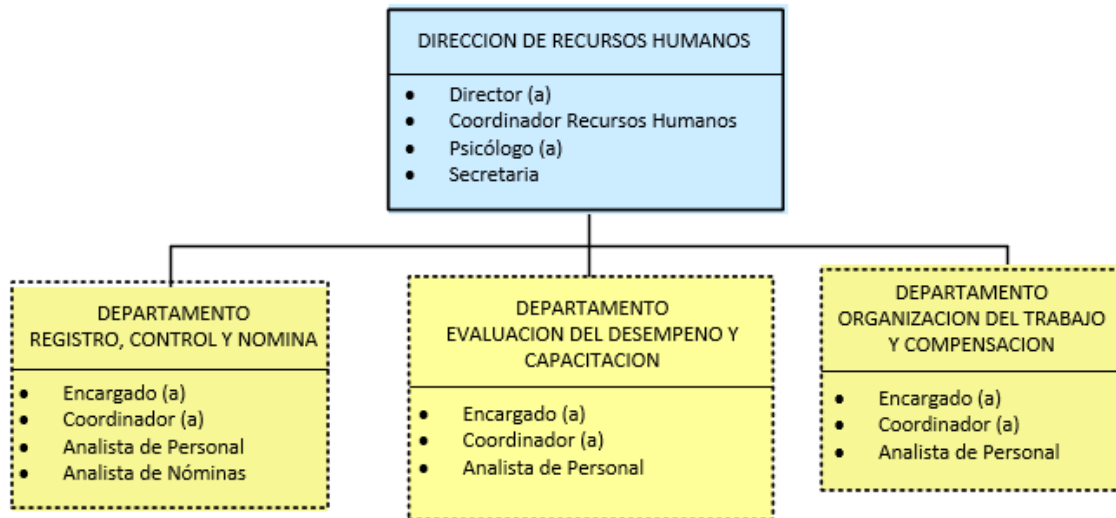 DIRECCION DE RECURSOS HUMANOS
• Director (a)
• Coordinador Recursos Humanos
• Psicólogo (a)
• Secretaria
DEPARTAMENTO
REGISTRO, CONTROL Y NOMINA
• Encargado (a)
• Coordinador (a)
• Analista de Personal
• Analista de Nóminas
DEPARTAMENTO
EVALUACION DEL DESEMPENO Y
CAPACITACION
• Encargado (a)
• Coordinador (a)
• Analista de Personal
DEPARTAMENTO
ORGANIZACION DEL TRABAJO
Y COMPENSACION
• Encargado (a)
• Coordinador (a)
• Analista de Personal